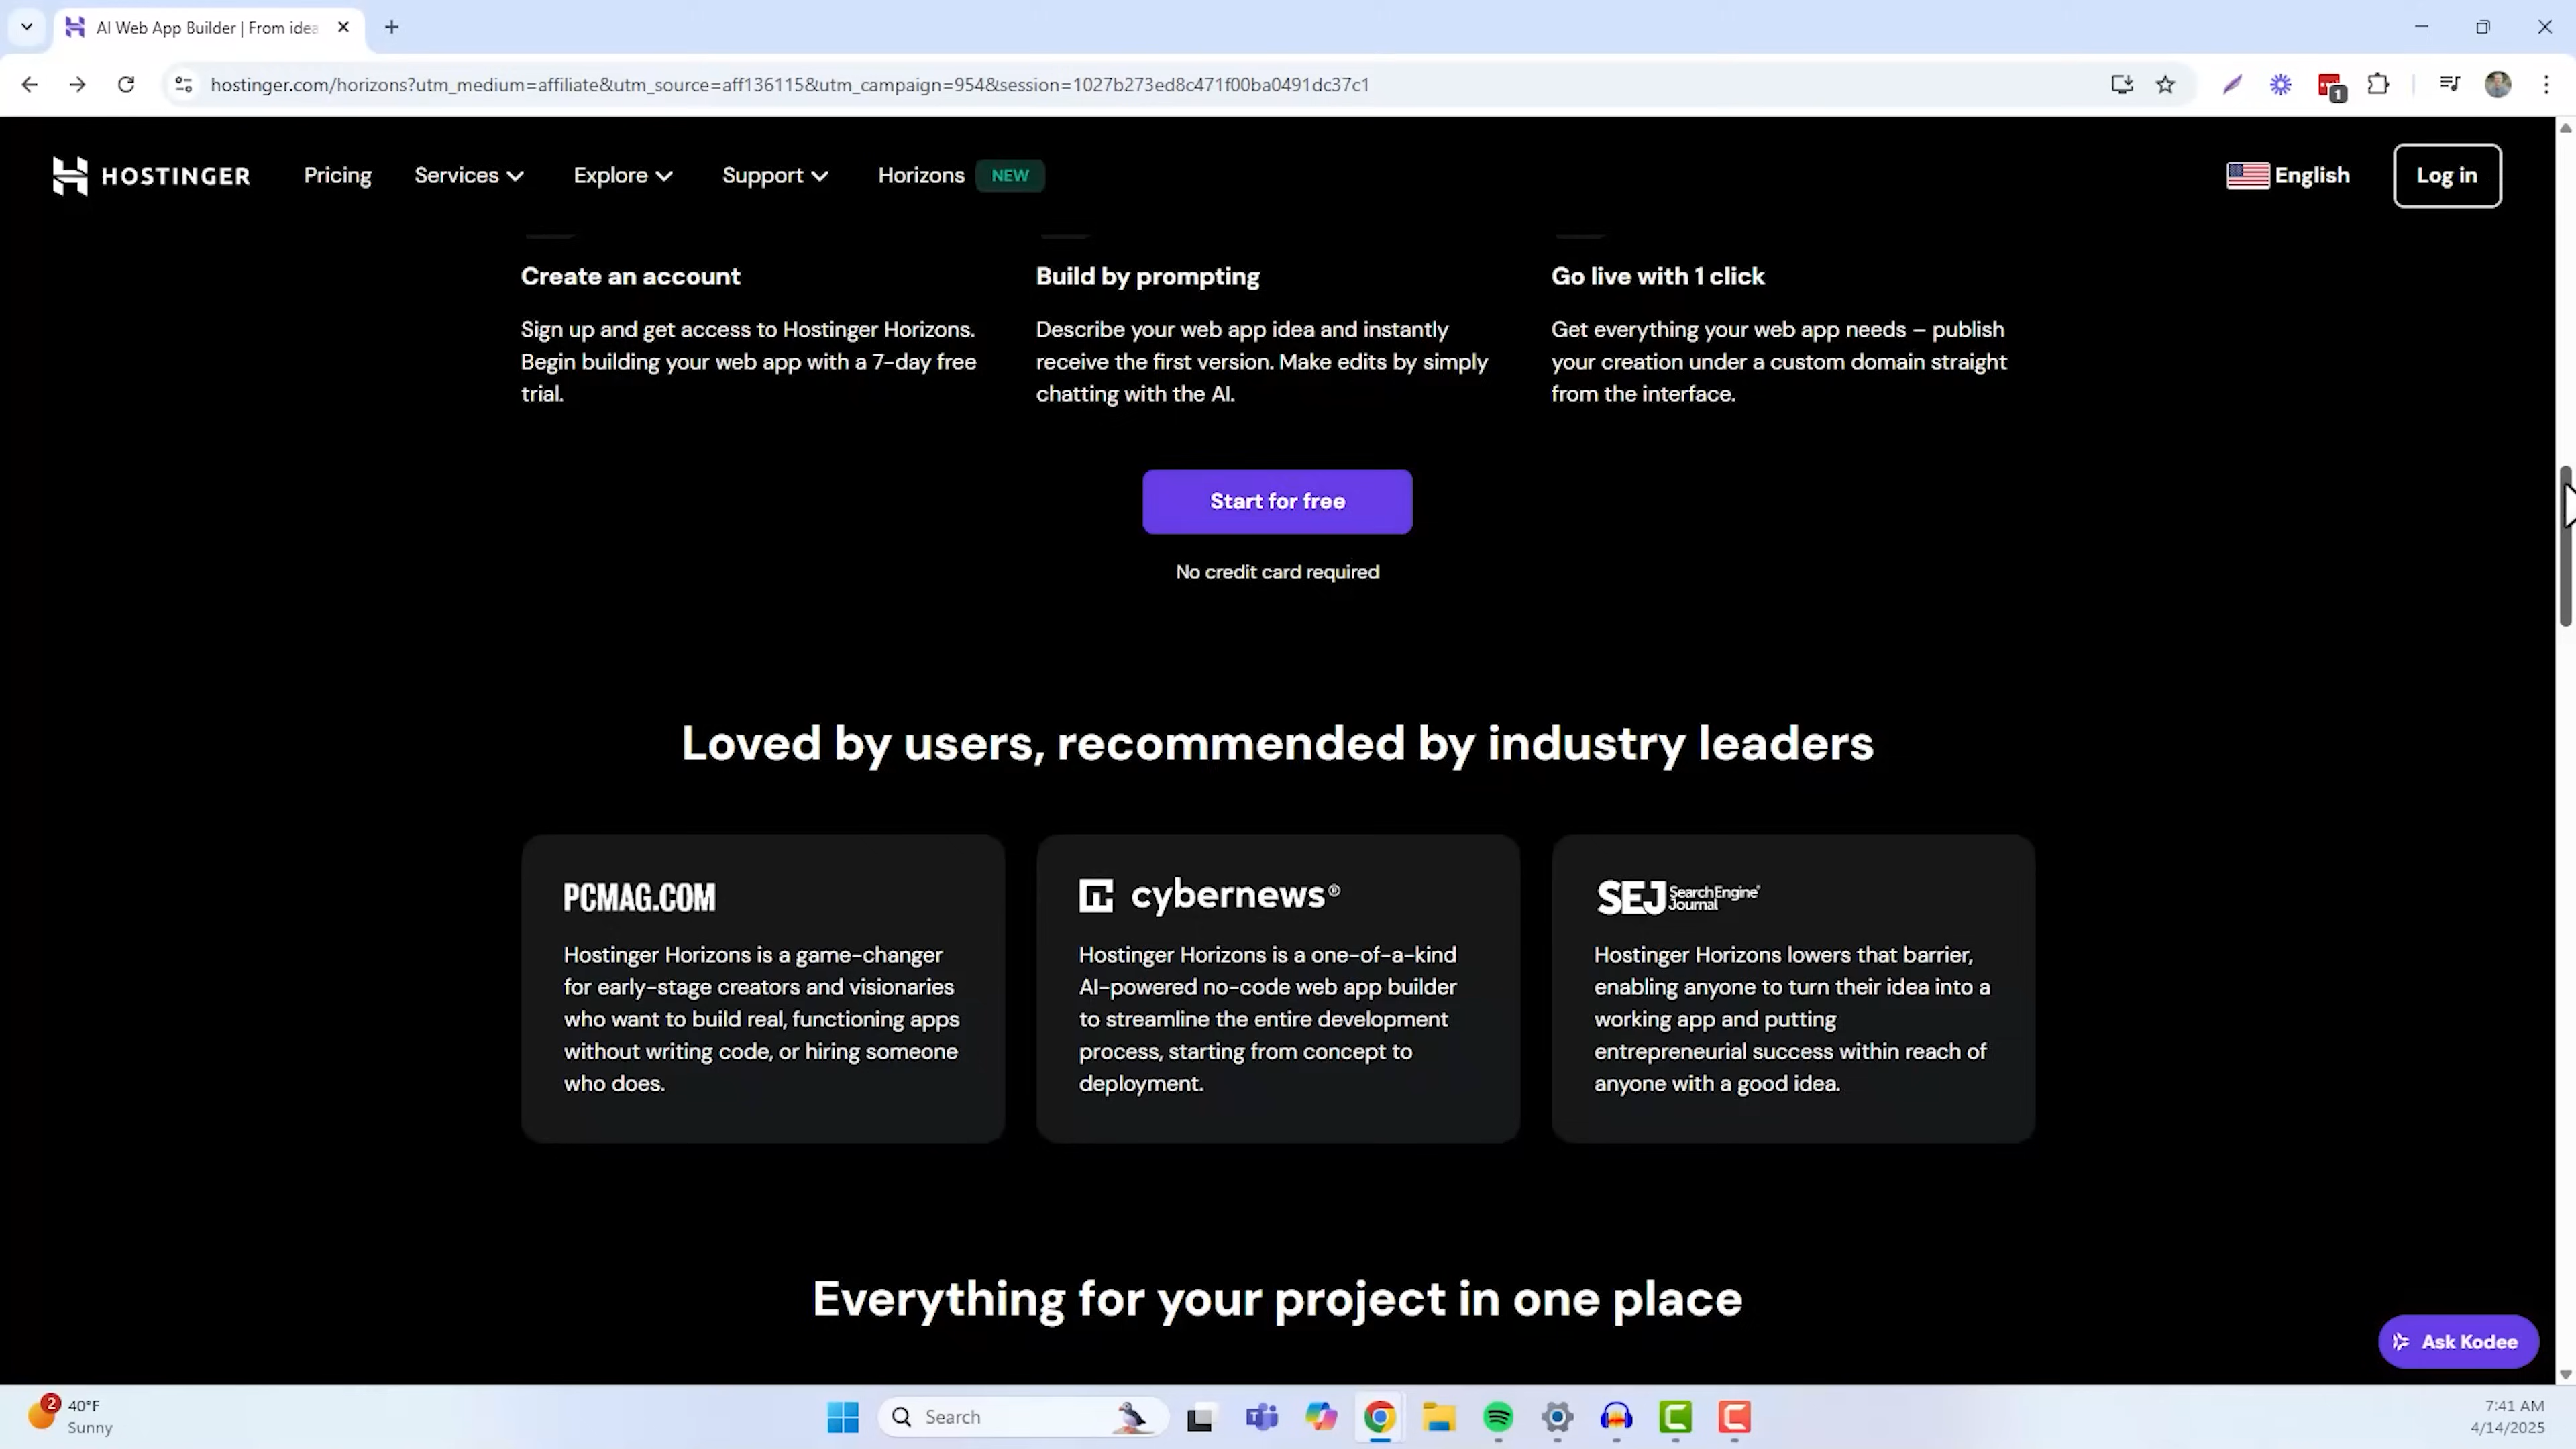 AI Web App Builder | From idea
hostinger.com/horizons?utm_medium=affiliate&utm_source=aff136115&utm_campaign=954&session=1027b273ed8c471f00ba0491dc37c1
1
HOSTINGER
Pricing
Services
Explore
Support
Horizons
NEW
English
Log in
Create an account
Sign up and get access to Hostinger Horizons.
Begin building your web app with a 7-day free
trial.
Build by prompting
Describe your web app idea and instantly
receive the first version. Make edits by simply
chatting with the AI.
Go live with 1 click
Get everything your web app needs – publish
your creation under a custom domain straight
from the interface.
Start for free
No credit card required
Loved by users, recommended by industry leaders
PCMAG.COM
Hostinger Horizons is a game-changer
for early-stage creators and visionaries
who want to build real, functioning apps
without writing code, or hiring someone
who does.
cybernews®
Hostinger Horizons is a one-of-a-kind
AI-powered no-code web app builder
to streamline the entire development
process, starting from concept to
deployment.
SEJ Search Engine
Journal
Hostinger Horizons lowers that barrier,
enabling anyone to turn their idea into a
working app and putting
entrepreneurial success within reach of
anyone with a good idea.
Everything for your project in one place
Ask Kodee
2
40°F
Sunny
Search
7:41 AM
4/14/2025